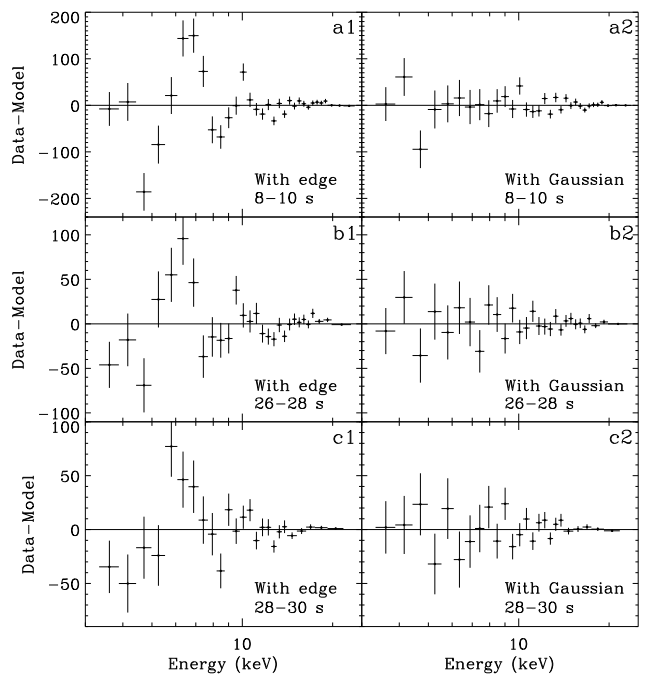 200
100
0
−100
−200
Data−Model
a1
With edge
8−10 s
a2
With Gaussian
8−10 s
100
50
0
−50
−100
Data−Model
b1
With edge
26−28 s
b2
With Gaussian
26−28 s
100
50
0
−50
Data−Model
c1
With edge
28−30 s
c2
With Gaussian
28−30 s
10
10
Energy (keV)
Energy (keV)